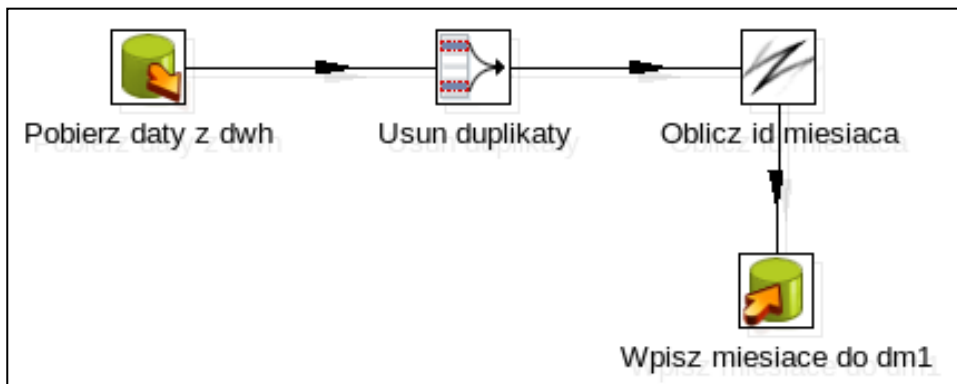 Pobierz daty z dwh
Usun duplikaty
Oblicz id miesiaca
Wpisz miesiace do dm1